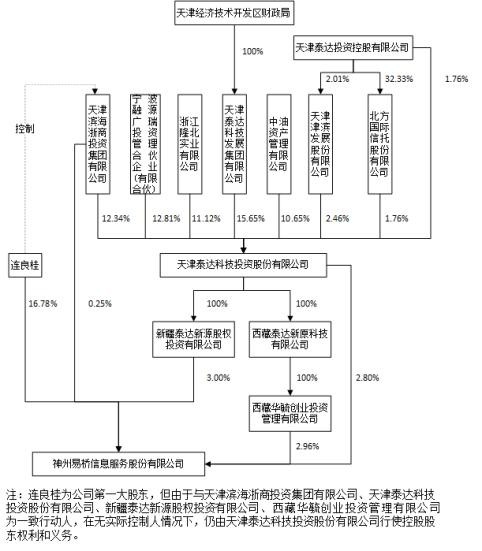 天津经济技术开发区财政局
100%
天津泰达投资控股有限公司
2.01%
32.33%
1.76%
控制
天津滨海浙商投资集团有限公司
宁波融源广瑞投资管理合伙企业(有限合伙)
浙江隆北实业有限公司
天津泰达科技发展集团有限公司
中油资产管理有限公司
天津津滨发展股份有限公司
北方国际信托股份有限公司
12.34%
12.81%
11.12%
15.65%
10.65%
2.46%
1.76%
连良桂
天津泰达科技投资股份有限公司
16.78%
0.25%
100%
100%
新疆泰达新源股权
投资有限公司
西藏泰达新原科技
有限公司
3.00%
100%
2.80%
西藏华毓创业投资
管理有限公司
2.96%
神州易桥信息服务股份有限公司
注：连良桂为公司第一大股东，但由于与天津滨海浙商投资集团有限公司、天津泰达科技
投资股份有限公司、新疆泰达新源股权投资有限公司、西藏华毓创业投资管理有限公司
为一致行动人，在无实际控制人情况下，仍由天津泰达科技投资股份有限公司行使控股股
东权利和义务。